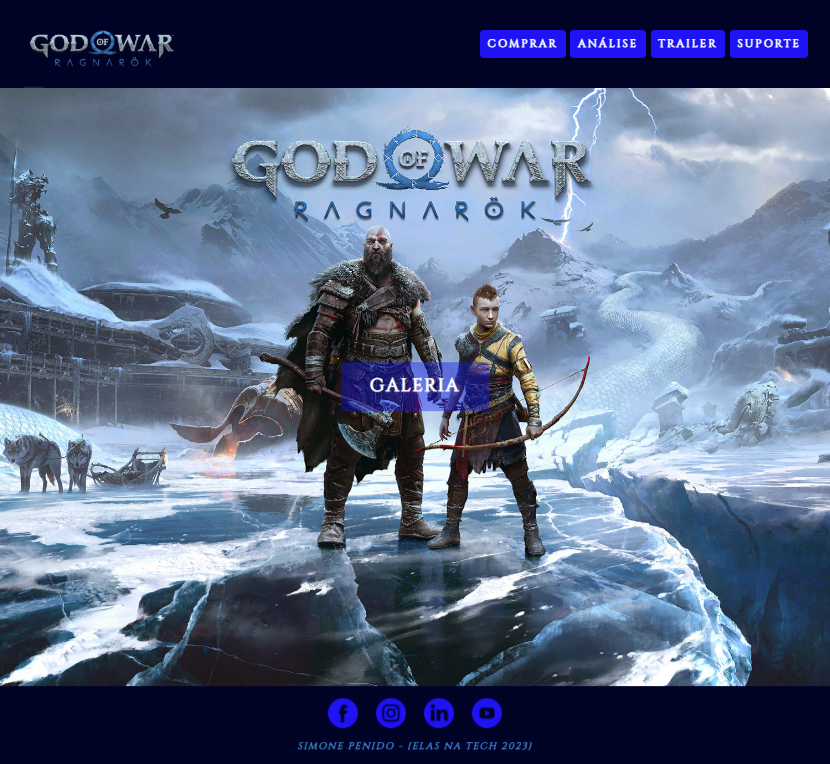 GOD OF WAR
RAGNARÖK
COMPRAR ANÁLISE TRAILER SUPORTE
GOD OF WAR
RAGNARÖK
GALERIA
SIMONE PENIDO - (ELAS NA TECH 2023)